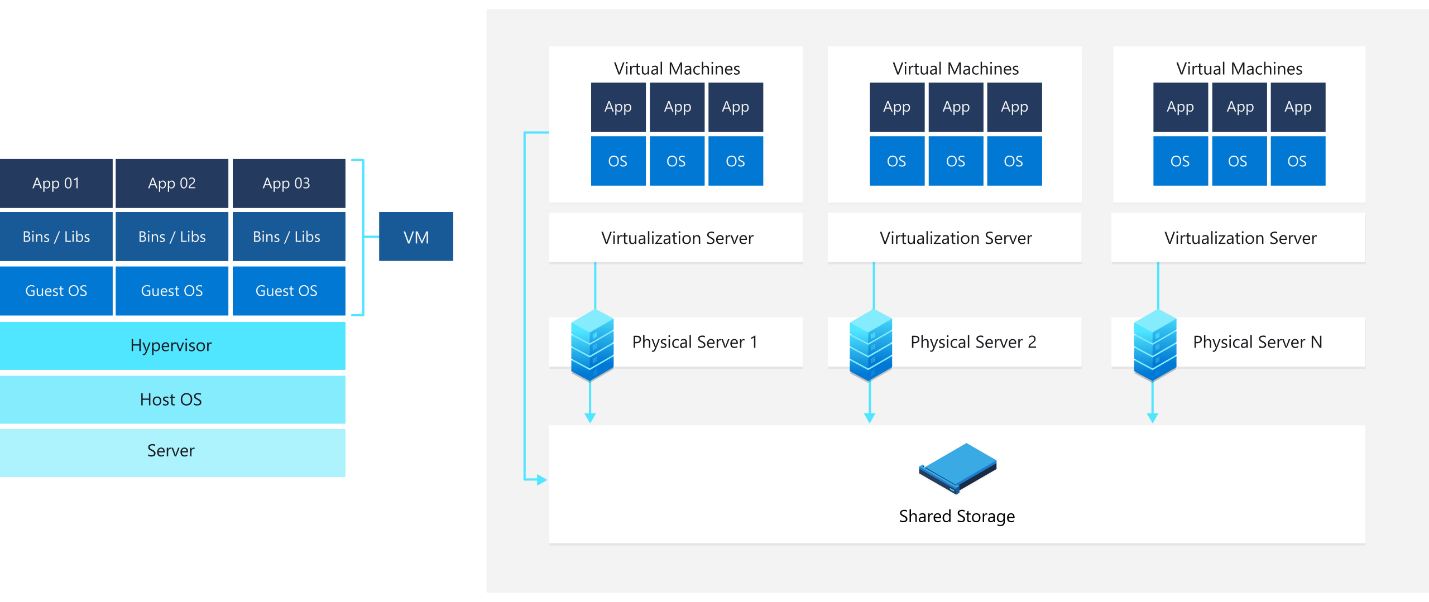 App 01 App 02 App 03
Bins / Libs Bins / Libs Bins / Libs VM
Guest OS Guest OS Guest OS
Hypervisor
Host OS
Server
Virtual Machines Virtual Machines Virtual Machines
App App App App App App App App App
OS OS OS OS OS OS OS OS OS
Virtualization Server Virtualization Server Virtualization Server
Physical Server 1 Physical Server 2 Physical Server N
Shared Storage